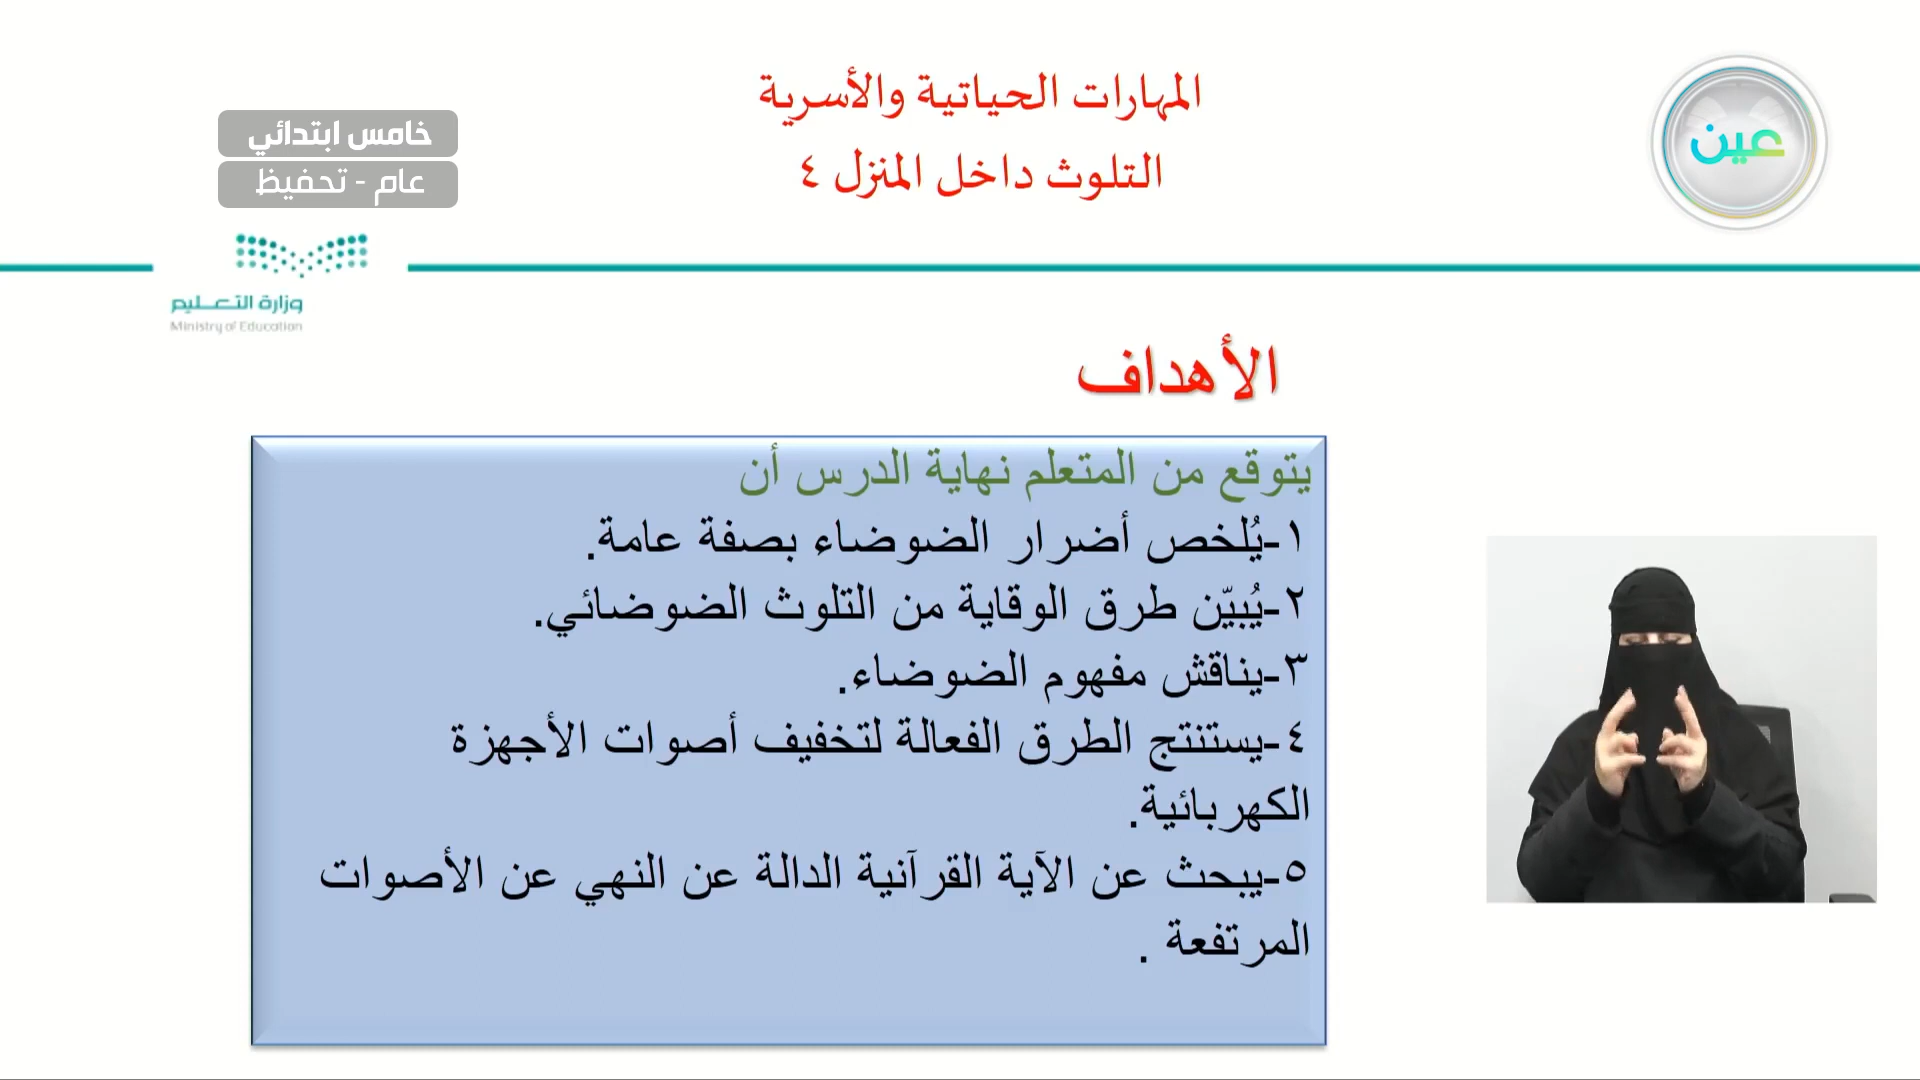 المهارات الحياتية والأسرية
التلوث داخل المنزل ٤
عين
خامس ابتدائي
عام - تحفيظ
وزارة التعـــليم
Ministry of Education
الأهداف
يتوقع من المتعلم نهاية الدرس أن
١-يُلخص أضرار الضوضاء بصفة عامة.
٢-يُبيّن طرق الوقاية من التلوث الضوضائي.
٣-يناقش مفهوم الضوضاء.
٤-يستنتج الطرق الفعالة لتخفيف أصوات الأجهزة
الكهربائية.
٥-يبحث عن الآية القرآنية الدالة عن النهي عن الأصوات
المرتفعة .